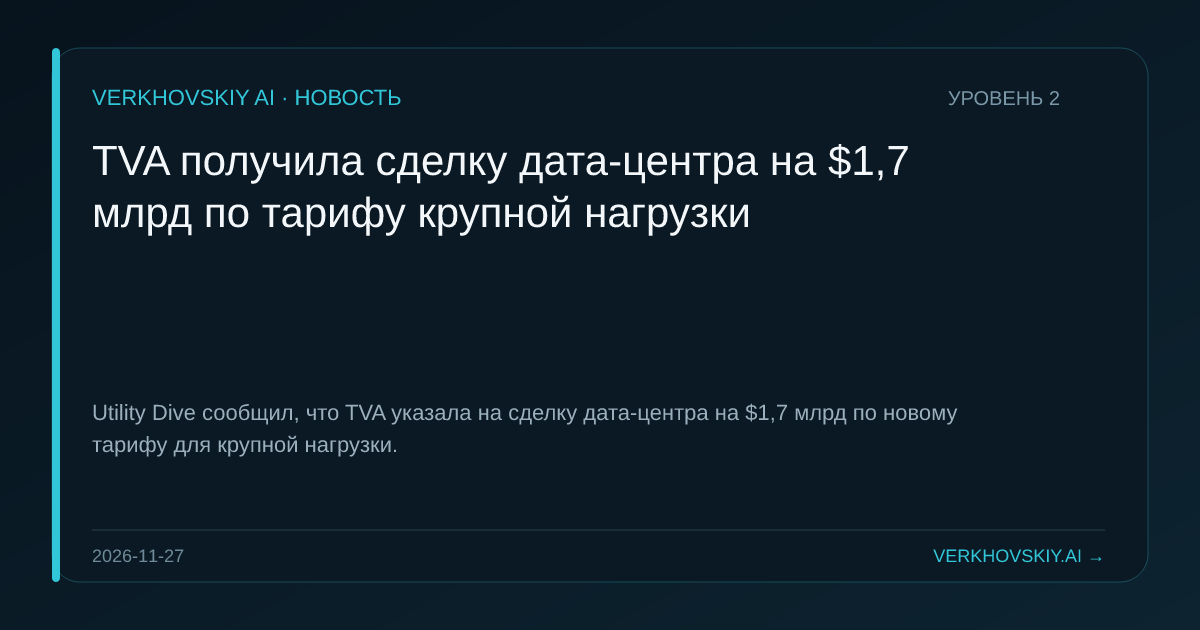 VERKHOVSKIY AI · НОВОСТЬ
УРОВЕНЬ 2
TVA получила сделку дата-центра на $1,7
млрд по тарифу крупной нагрузки
Utility Dive сообщил, что TVA указала на сделку дата-центра на $1,7 млрд по новому
тарифу для крупной нагрузки.
2026-11-27
VERKHOVSKIY.AI →